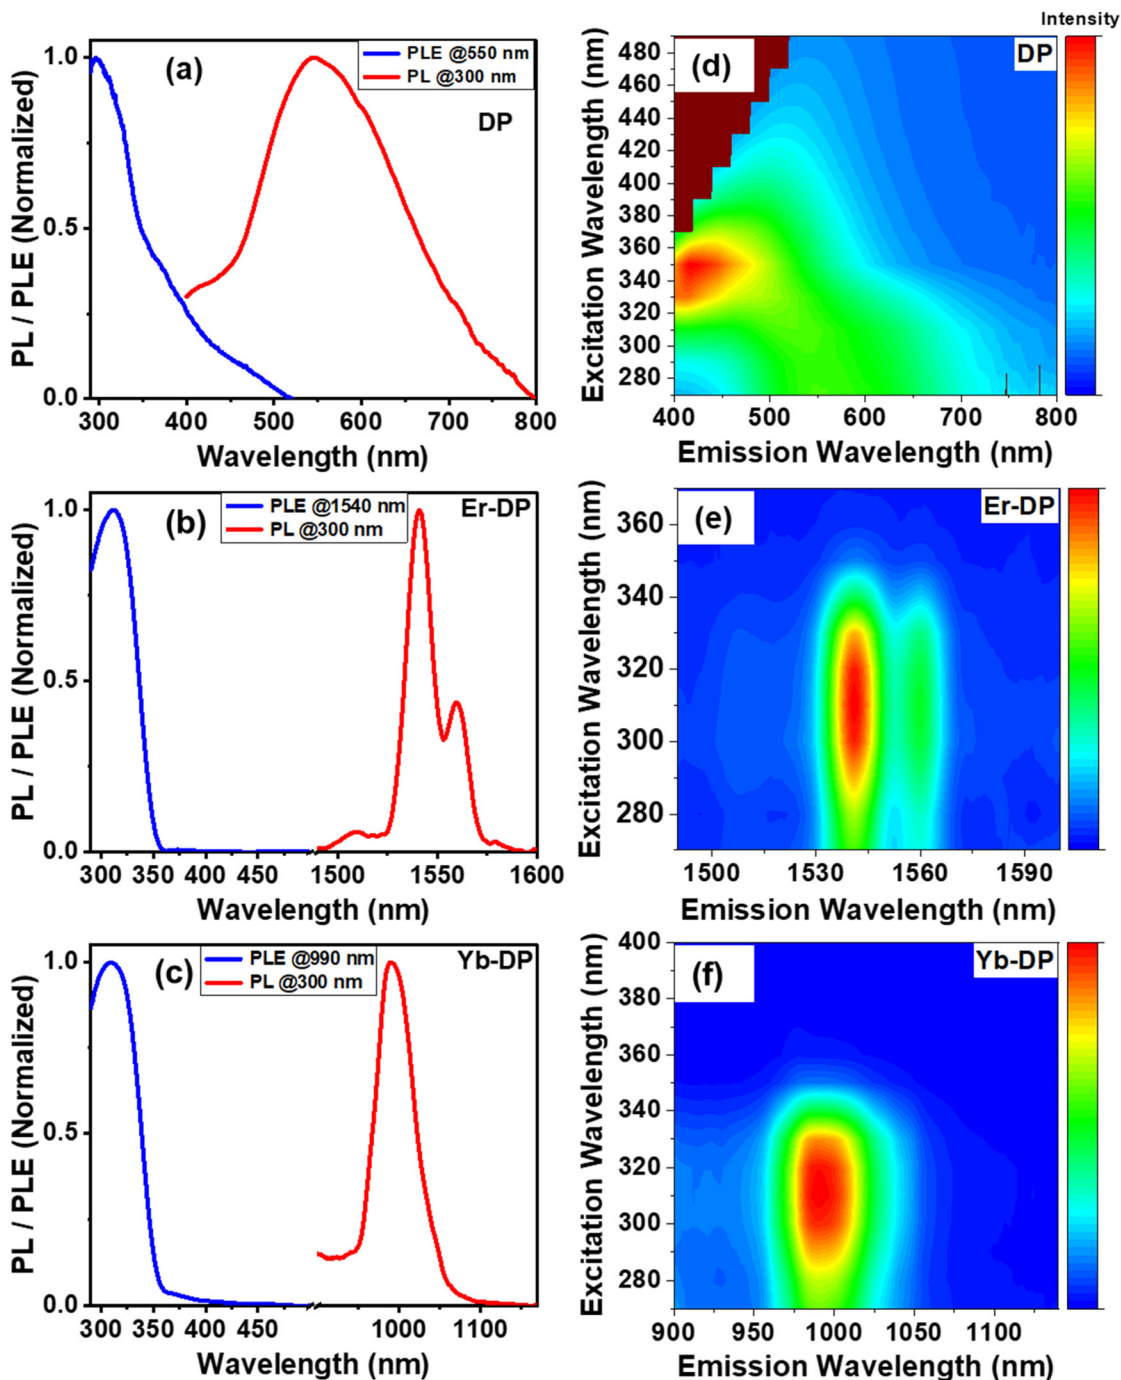 Intensity
(a)
PLE @550 nm
PL @300 nm
DP
PL / PLE (Normalized)
1.0
0.5
0.0
300 400 500 600 700 800
Wavelength (nm)
(d)
DP
Excitation Wavelength (nm)
480
460
440
420
400
380
360
340
320
300
280
400 500 600 700 800
Emission Wavelength (nm)
(b)
PLE @1540 nm
PL @300 nm
Er-DP
PL / PLE (Normalized)
1.0
0.5
0.0
300 350 400 450 1500 1550 1600
Wavelength (nm)
(e)
Er-DP
Excitation Wavelength (nm)
360
340
320
300
280
1500 1530 1560 1590
Emission Wavelength (nm)
(c)
PLE @990 nm
PL @300 nm
Yb-DP
PL / PLE (Normalized)
1.0
0.5
0.0
300 350 400 450 1000 1100
Wavelength (nm)
(f)
Yb-DP
Excitation Wavelength (nm)
400
380
360
340
320
300
280
900 950 1000 1050 1100
Emission Wavelength (nm)